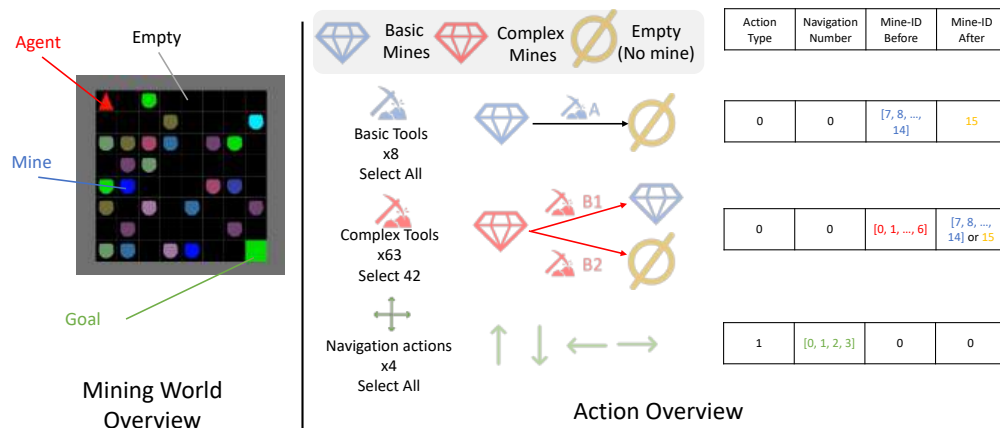 Agent
Empty
Mine
Goal
Mining World
Overview
Basic
Mines
Complex
Mines
Empty
(No mine)
Basic Tools
x8
Select All
A
Complex Tools
x63
Select 42
B1
B2
Navigation actions
x4
Select All
Action Overview
Action
Type
Navigation
Number
Mine-ID
Before
Mine-ID
After
0
0
[7, 8, ...,
14]
15
0
0
[0, 1, ..., 6]
[7, 8, ...,
14] or 15
1
[0, 1, 2, 3]
0
0